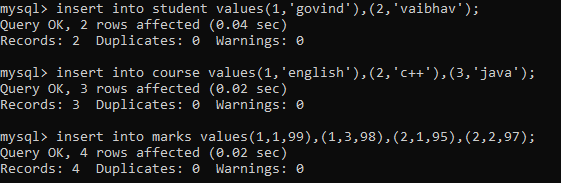 mysql> insert into student values(1,'govind'),(2,'vaibhav');
Query OK, 2 rows affected (0.04 sec)
Records: 2  Duplicates: 0  Warnings: 0
mysql> insert into course values(1,'english'),(2,'c++'),(3,'java');
Query OK, 3 rows affected (0.02 sec)
Records: 3  Duplicates: 0  Warnings: 0
mysql> insert into marks values(1,1,99),(1,3,98),(2,1,95),(2,2,97);
Query OK, 4 rows affected (0.02 sec)
Records: 4  Duplicates: 0  Warnings: 0